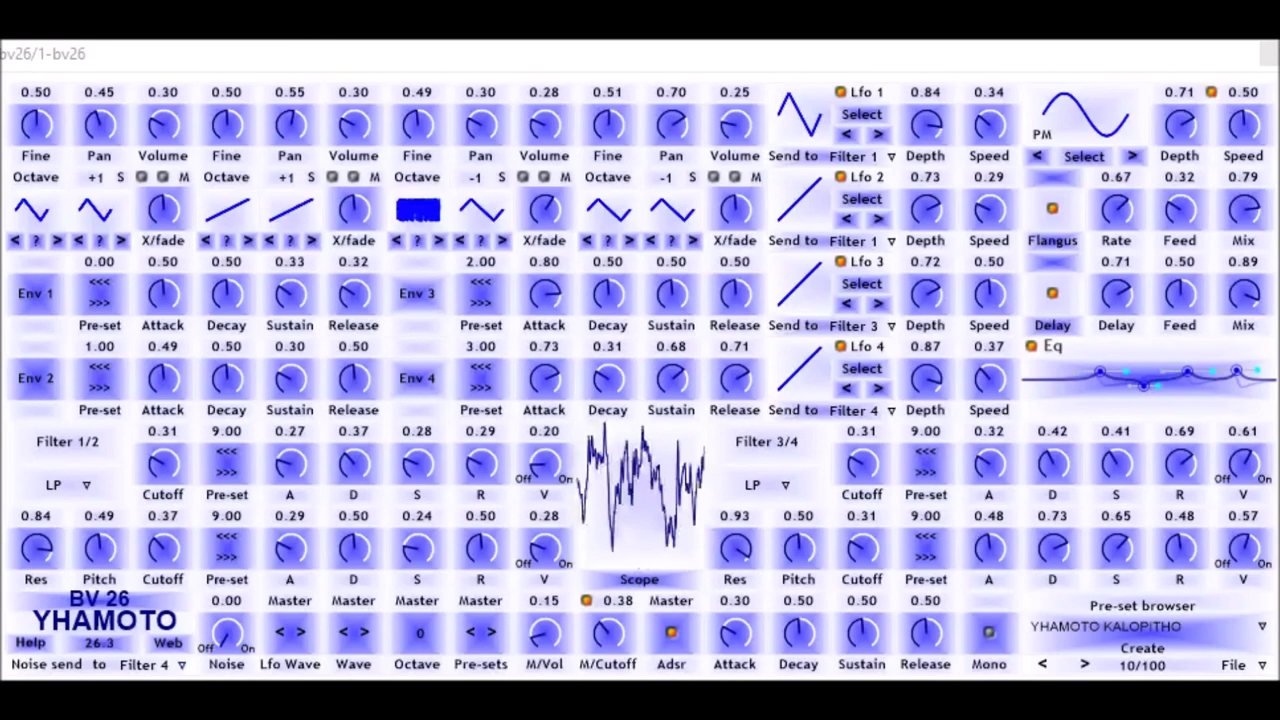 bv26/1-bv26
0.50 0.45 0.30 0.50 0.55 0.30 0.49 0.30 0.28 0.51 0.70 0.25 Lfo 1 0.84 0.34 0.71 0.50
Select
PM
< >
Fine Pan Volume Fine Pan Volume Fine Pan Volume Fine Pan Volume Send to Filter 1 ▽ Depth Speed < Select > Depth Speed
Octave +1 S M Octave +1 S M Octave -1 S M Octave -1 S M Lfo 2 0.73 0.29 0.67 0.32 0.79
Select
< >
< ? > < ? > X/fade < ? > < ? > X/fade < ? > < ? > X/fade < ? > < ? > X/fade Send to Filter 1 ▽ Depth Speed Flangus Rate Feed Mix
0.00 0.50 0.50 0.33 0.32 2.00 0.80 0.50 0.50 0.50 Lfo 3 0.72 0.50 0.71 0.50 0.89
<<< <<< Select
Env 1 Env 3
>>> >>> < >
Pre-set Attack Decay Sustain Release Pre-set Attack Decay Sustain Release Send to Filter 3 ▽ Depth Speed Delay Delay Feed Mix
1.00 0.49 0.50 0.30 0.50 3.00 0.73 0.31 0.68 0.71 Lfo 4 0.87 0.37 Eq
<<< <<< Select
Env 2 Env 4
>>> >>> < >
Pre-set Attack Decay Sustain Release Pre-set Attack Decay Sustain Release Send to Filter 4 ▽ Depth Speed
Filter 1/2 0.31 9.00 0.27 0.37 0.28 0.29 0.20 Filter 3/4 0.31 9.00 0.32 0.42 0.41 0.69 0.61
<<< <<<
>>> >>>
LP ▽ Off On LP ▽ Off On
Cutoff Pre-set A D S R V Cutoff Pre-set A D S R V
0.84 0.49 0.37 9.00 0.29 0.50 0.24 0.50 0.28 0.93 0.50 0.31 9.00 0.48 0.73 0.65 0.48 0.57
<<< <<<
>>> >>>
Off On Off On
Res Pitch Cutoff Pre-set A D S R V Scope Res Pitch Cutoff Pre-set A D S R V
BV 26 0.00 Master Master Master Master 0.15 0.38 Master 0.30 0.50 0.50 0.50 Pre-set browser
YHAMOTO < > < > 0 < > YHAMOTO KALOPITHO ▽
Help 26.3 Web Off On Create
Noise send to Filter 4 ▽ Noise Lfo Wave Wave Octave Pre-sets M/Vol M/Cutoff Adsr Attack Decay Sustain Release Mono < > 10/100 File ▽